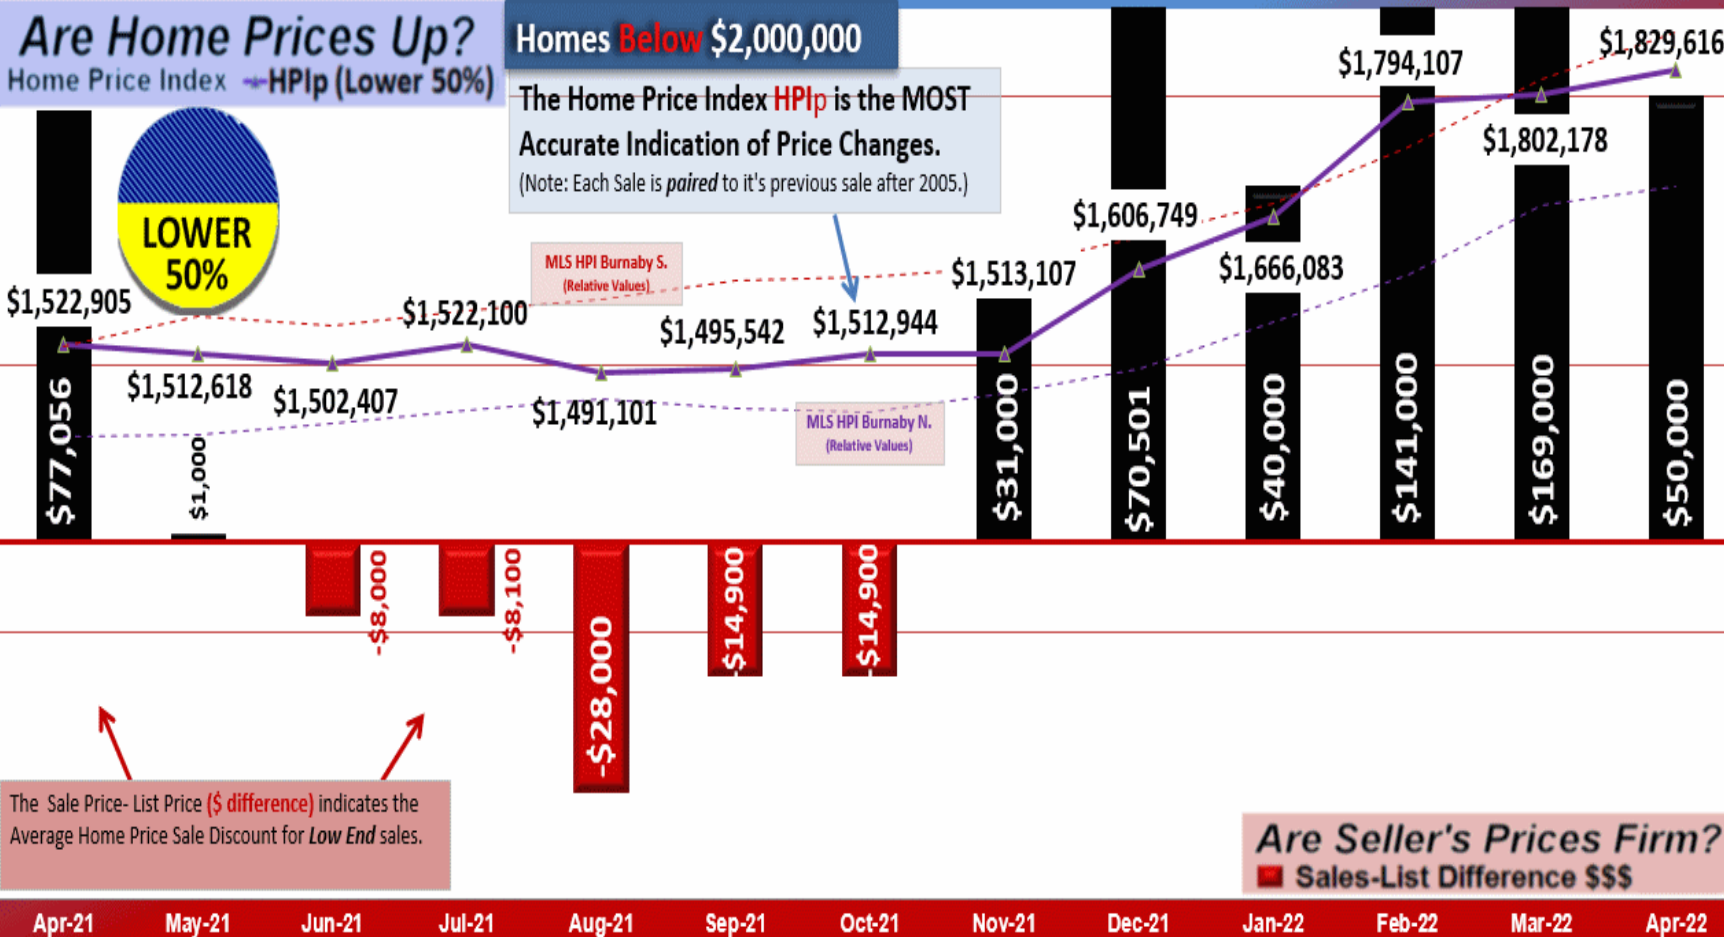 Are Home Prices Up?
Home Price Index HPIp (Lower 50%)
Homes Below $2,000,000
The Home Price Index HPIp is the MOST
Accurate Indication of Price Changes.
(Note: Each Sale is paired to it's previous sale after 2005.)
LOWER
50%
MLS HPI Burnaby S.
(Relative Values)
MLS HPI Burnaby N.
(Relative Values)
$1,522,905
$1,512,618
$1,502,407
$1,522,100
$1,491,101
$1,495,542
$1,512,944
$1,513,107
$1,606,749
$1,666,083
$1,794,107
$1,802,178
$1,829,616
$77,056
$1,000
-$8,000
-$8,100
-$28,000
-$14,900
-$14,900
$31,000
$70,501
$40,000
$141,000
$169,000
$50,000
The Sale Price- List Price ($ difference) indicates the
Average Home Price Sale Discount for Low End sales.
Are Seller's Prices Firm?
Sales-List Difference $$$
Apr-21 May-21 Jun-21 Jul-21 Aug-21 Sep-21 Oct-21 Nov-21 Dec-21 Jan-22 Feb-22 Mar-22 Apr-22